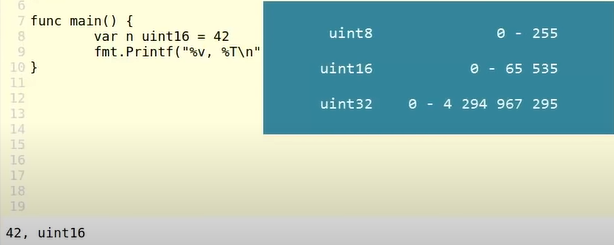 6
7 func main() {
8 var n uint16 = 42
9 fmt.Printf("%v, %T\n"
10 }
11
12
13
14
15
16
17
18
19
uint8 0 - 255
uint16 0 - 65 535
uint32 0 - 4 294 967 295
42, uint16